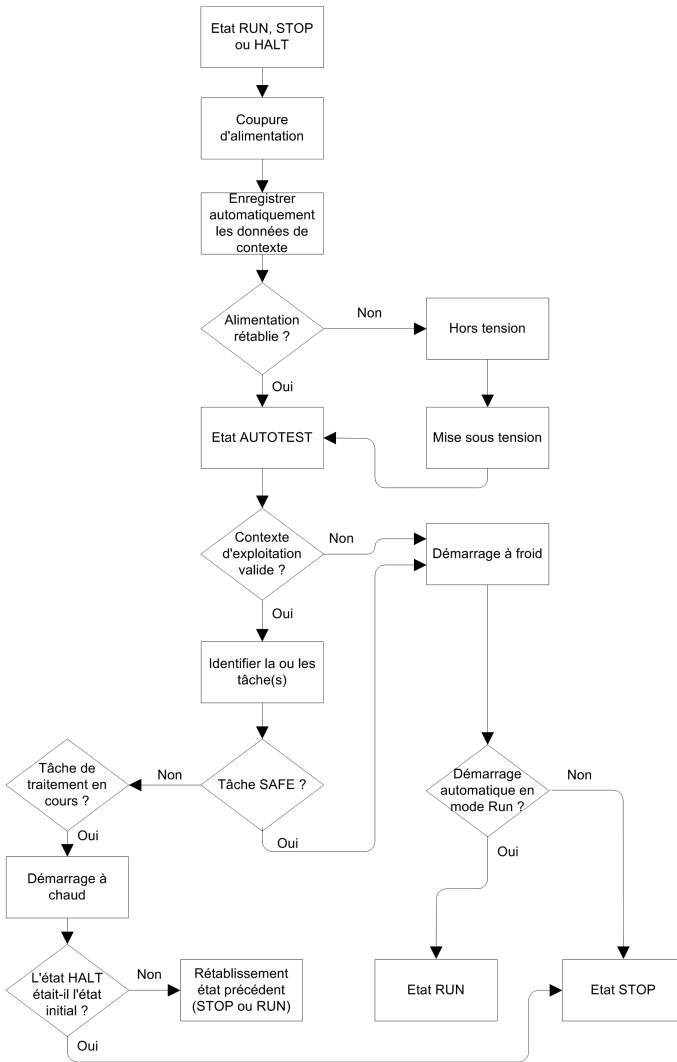 Etat RUN, STOP
ou HALT
Coupure
d'alimentation
Enregistrer
automatiquement
les données de
contexte
Alimentation
rétablie ?
Non
Hors tension
Oui
Etat AUTOTEST
Mise sous tension
Contexte
d'exploitation
valide ?
Non
Démarrage à froid
Oui
Identifier la ou les
tâche(s)
Tâche de
traitement en
cours ?
Non
Tâche SAFE ?
Démarrage
automatique en
mode Run ?
Non
Oui
Oui
Oui
Démarrage à
chaud
L'état HALT
était-il l'état
initial ?
Non
Rétablissement
état précédent
(STOP ou RUN)
Etat RUN
Etat STOP
Oui